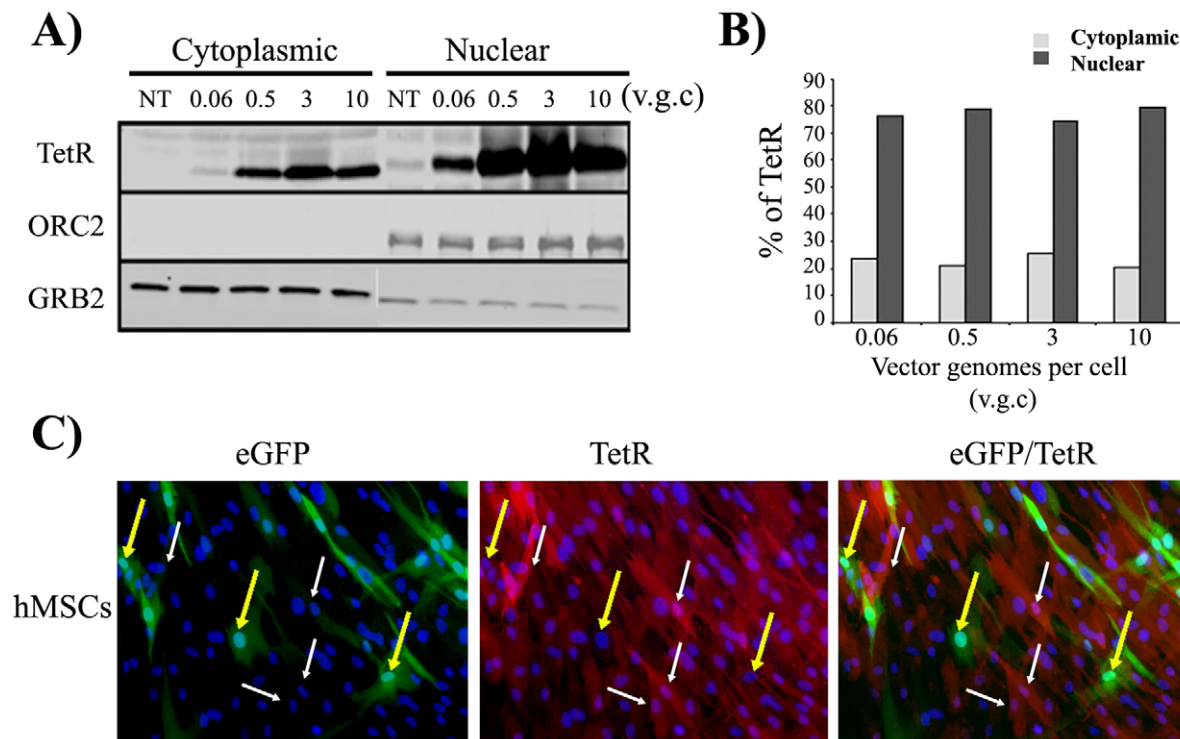 A)
Cytoplasmic Nuclear
NT 0.06 0.5 3 10 NT 0.06 0.5 3 10 (v.g.c)
TetR
ORC2
GRB2
B)
Cytoplamic
Nuclear
% of TetR
90
80
70
60
50
40
30
20
10
0
0.06 0.5 3 10
Vector genomes per cell
(v.g.c)
C)
eGFP TetR eGFP/TetR
hMSCs